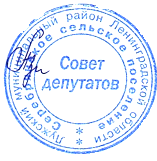 Лужский муниципальный район Ленинградской области
Серебрянское сельское поселение
Совет
депутатов